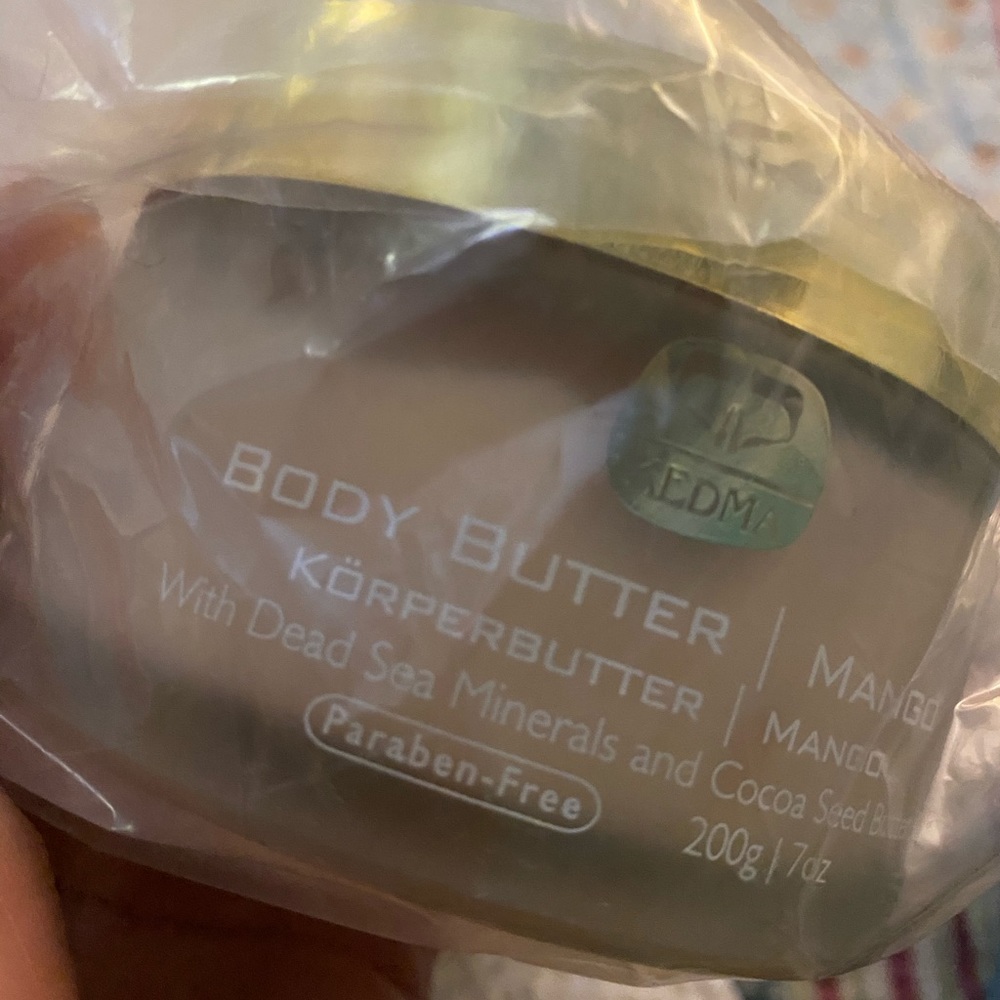 KEDMA
BODY BUTTER | MANGO
KÖRPERBUTTER | MANGO
With Dead Sea Minerals and Cocoa Seed Butter
Paraben-Free
200g | 7oz